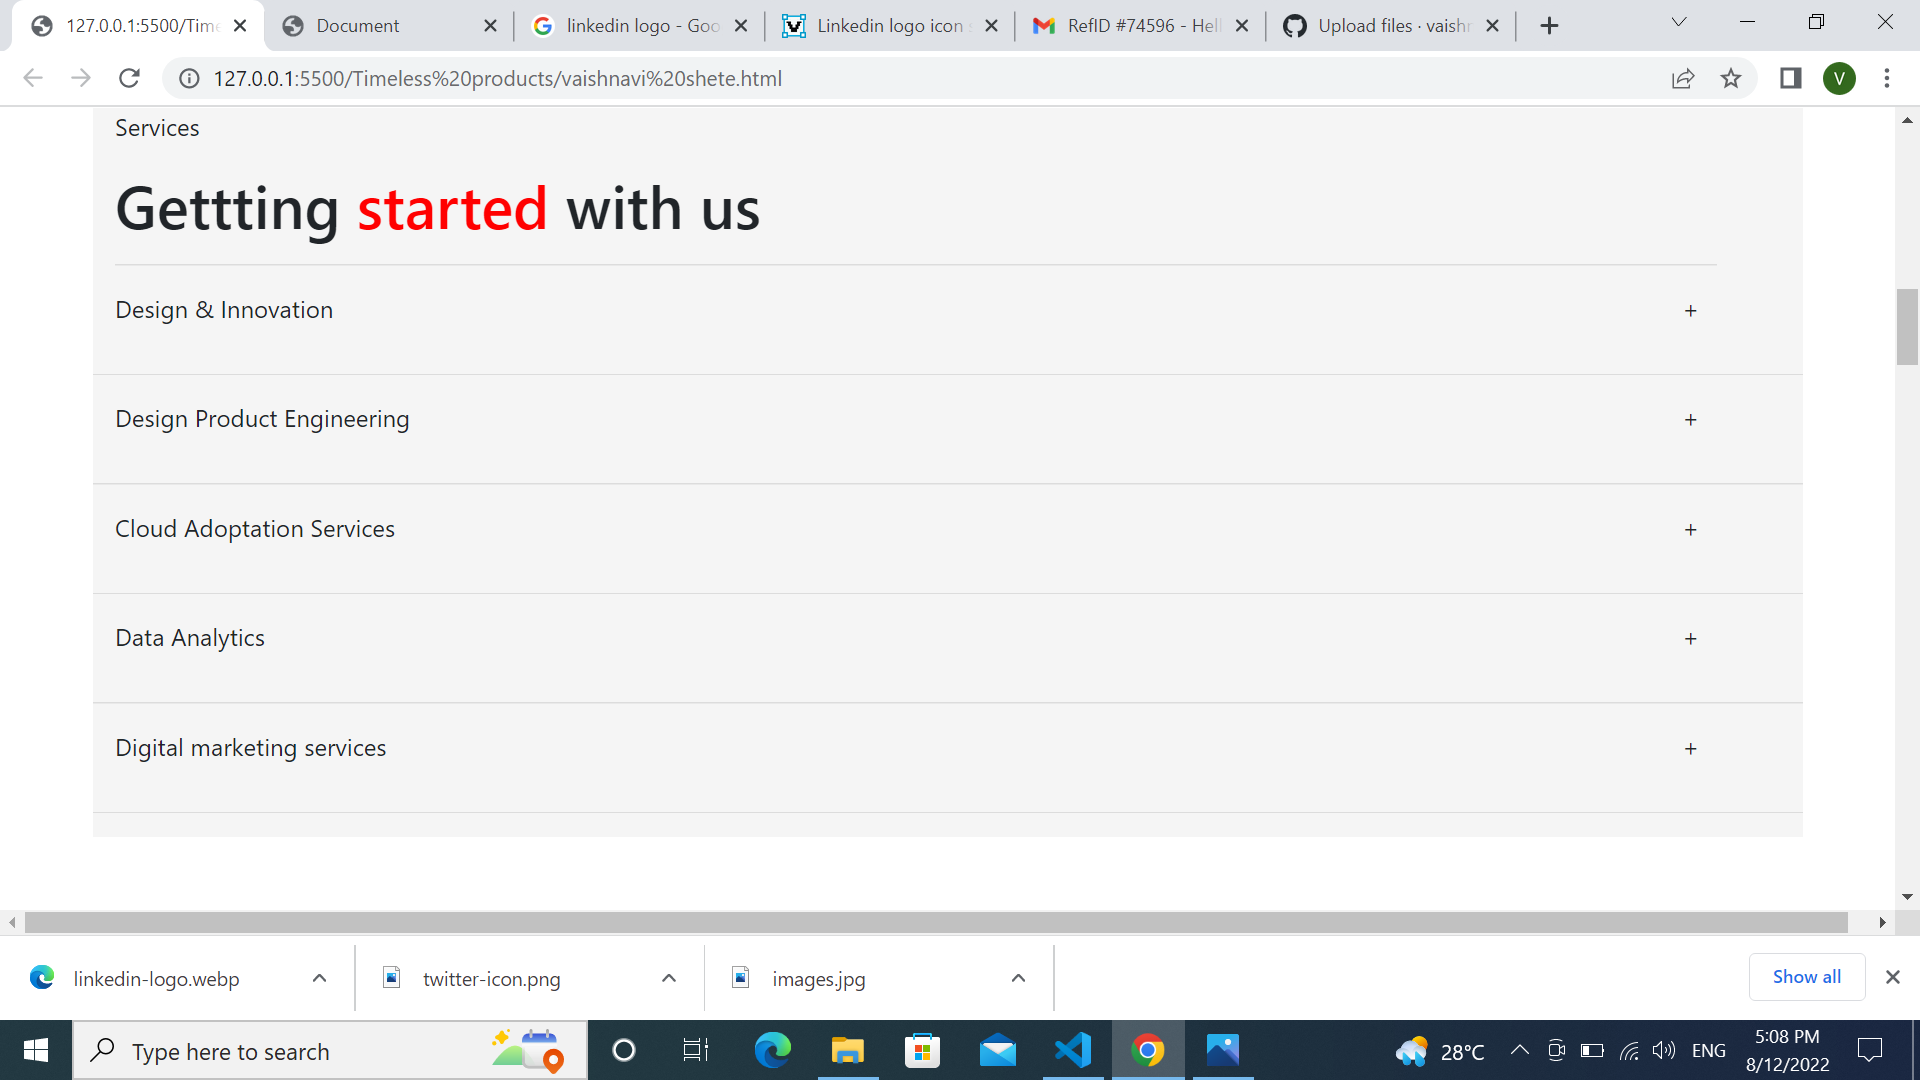 127.0.0.1:5500/Time
Document
linkedin logo - Goo
Linkedin logo icon s
RefID #74596 - Hell
Upload files · vaishn
127.0.0.1:5500/Timeless%20products/vaishnavi%20shete.html
V
Services
Gettting started with us
Design & Innovation +
Design Product Engineering +
Cloud Adoptation Services +
Data Analytics +
Digital marketing services +
linkedin-logo.webp
twitter-icon.png
images.jpg
Show all
Type here to search
28°C
ENG
5:08 PM
8/12/2022